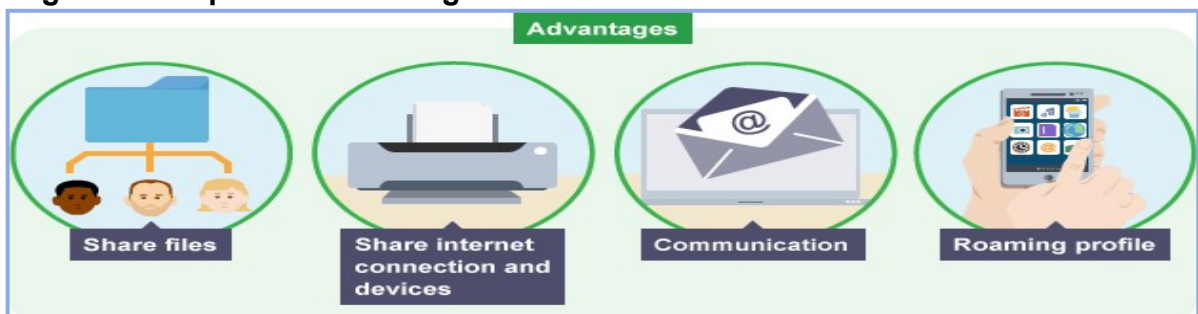 Advantages
@
Share files
Share internet
connection and
devices
Communication
Roaming profile